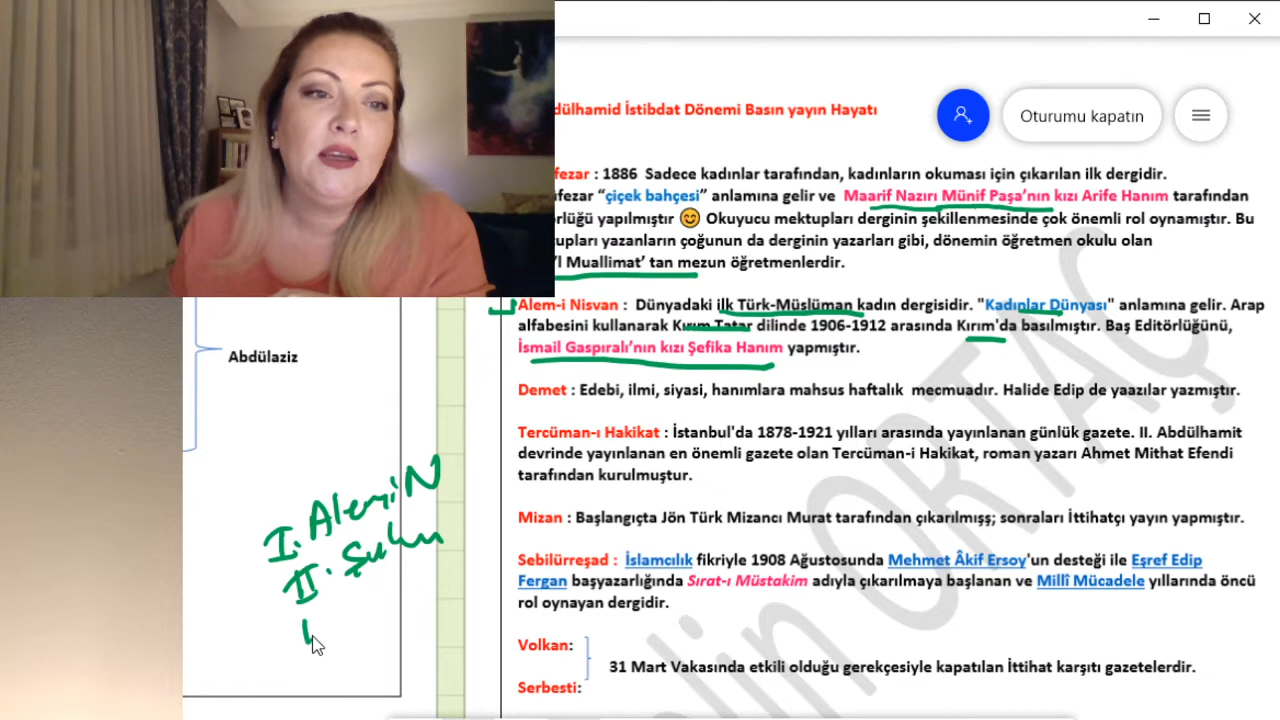 dülhamid İstibdat Dönemi Basın yayın Hayatı
Oturumu kapatın
fezar : 1886 Sadece kadınlar tarafından, kadınların okuması için çıkarılan ilk dergidir.
fezar “çiçek bahçesi” anlamına gelir ve Maarif Nazırı Münif Paşa’nın kızı Arife Hanım tarafından
örlüğü yapılmıştır 😊 Okuyucu mektupları derginin şekillenmesinde çok önemli rol oynamıştır. Bu
tupları yazanların çoğunun da derginin yazarları gibi, dönemin öğretmen okulu olan
’l Muallimat’ tan mezun öğretmenlerdir.
Alem-i Nisvan : Dünyadaki ilk Türk-Müslüman kadın dergisidir. "Kadınlar Dünyası" anlamına gelir. Arap
alfabesini kullanarak Kırım Tatar dilinde 1906-1912 arasında Kırım'da basılmıştır. Baş Editörlüğünü,
İsmail Gaspıralı’nın kızı Şefika Hanım yapmıştır.
Abdülaziz
Demet : Edebi, ilmi, siyasi, hanımlara mahsus haftalık mecmuadır. Halide Edip de yaazılar yazmıştır.
Tercüman-ı Hakikat : İstanbul'da 1878-1921 yılları arasında yayınlanan günlük gazete. II. Abdülhamit
devrinde yayınlanan en önemli gazete olan Tercüman-i Hakikat, roman yazarı Ahmet Mithat Efendi
tarafından kurulmuştur.
I. Alemi N
II. Şuku
Mizan : Başlangıçta Jön Türk Mizancı Murat tarafından çıkarılmışş; sonraları İttihatçı yayın yapmıştır.
Sebilürreşad : İslamcılık fikriyle 1908 Ağustosunda Mehmet Âkif Ersoy'un desteği ile Eşref Edip
Fergan başyazarlığında Sırat-ı Müstakim adıyla çıkarılmaya başlanan ve Millî Mücadele yıllarında öncü
rol oynayan dergidir.
Volkan:
31 Mart Vakasında etkili olduğu gerekçesiyle kapatılan İttihat karşıtı gazetelerdir.
Serbesti:
ORTAÇ